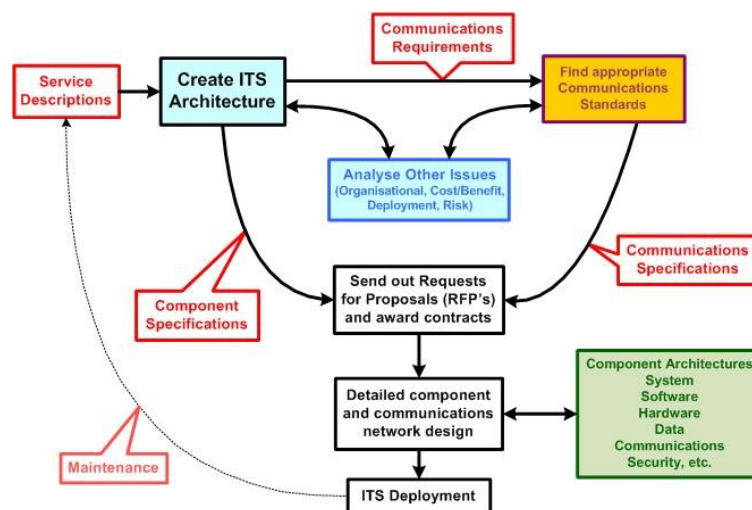 Communications
Requirements
Service
Descriptions
Create ITS
Architecture
Find appropriate
Communications
Standards
Analyse Other Issues
(Organisational, Cost/Benefit,
Deployment, Risk)
Component
Specifications
Communications
Specifications
Send out Requests
for Proposals (RFP's)
and award contracts
Detailed component
and communications
network design
Component Architectures
System
Software
Hardware
Data
Communications
Security, etc.
Maintenance
ITS Deployment